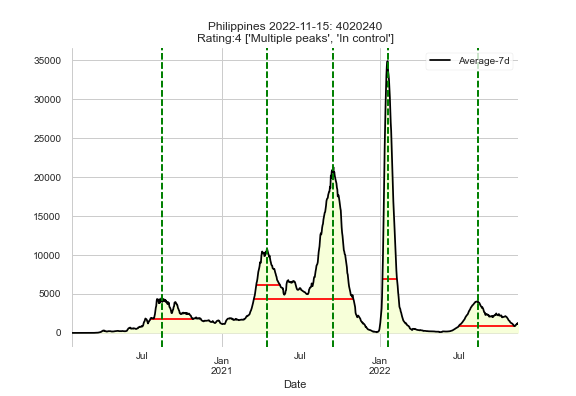 Philippines 2022-11-15: 4020240
Rating:4 ['Multiple peaks', 'In control']
Average-7d
35000
30000
25000
20000
15000
10000
5000
0
Jul
Jan
2021
Jul
Jan
2022
Jul
Date